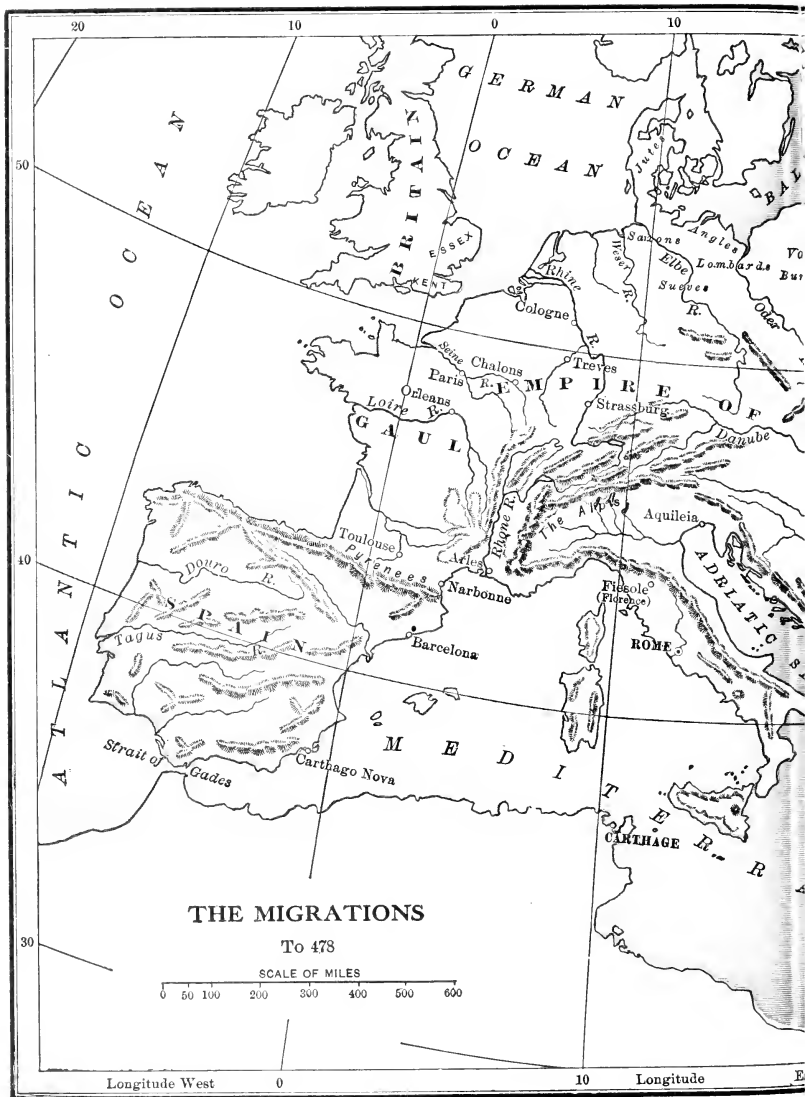 20 10 0 10
GERMAN
OCEAN
50
OCEAN
BRITAIN
ESSEX
KENT
Jutes
BAL
Saxons
Angles
Weser R.
Elbe R.
Lombards
Sueves
Vo
Bur
Oder
Rhine R.
Cologne
Seine R.
Chalons
Treves
Paris
EMPIRE OF
Orleans
Strassburg
Loire R.
GAUL
Danube
Rhone R.
The Alps
Aquileia
Toulouse
Pyrenees
Arles
40
Douro R.
Narbonne
Fiesole
(Florence)
ADRIATIC S
SPAIN
Tagus R.
Barcelona
ROME
ATLANTIC
MEDITERRA
Strait of Gades
Carthago Nova
CARTHAGE
THE MIGRATIONS
To 478
SCALE OF MILES
0 50 100 200 300 400 500 600
30
Longitude West 0 10 Longitude E